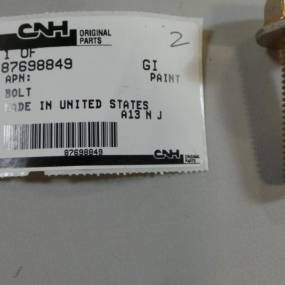 CNH ORIGINAL PARTS
2
1 OF
87698849 GI
APN: PAINT
BOLT
MADE IN UNITED STATES
A13 N J
87698849
CNH ORIGINAL PARTS